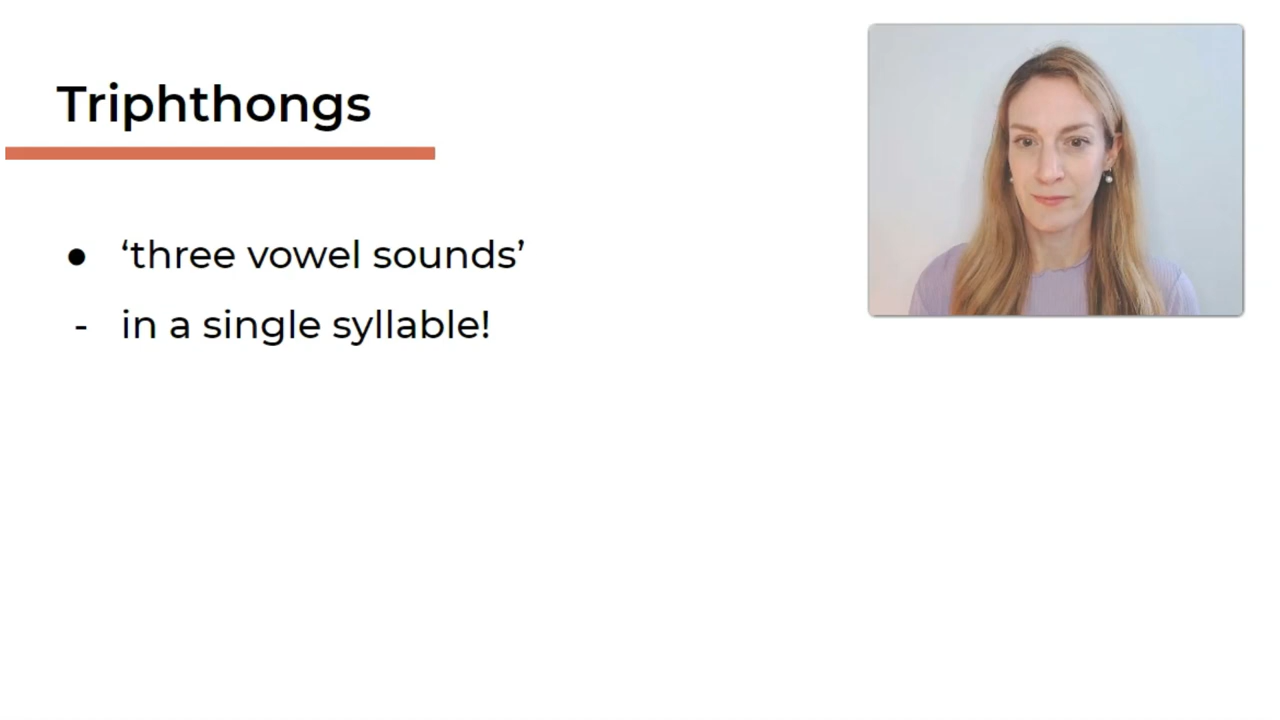 Triphthongs
● ‘three vowel sounds’
- in a single syllable!